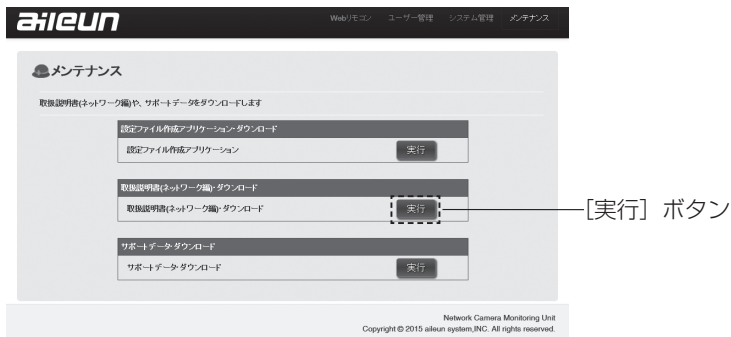 aileun
Webリモコン ユーザー管理 システム管理 メンテナンス
メンテナンス
取扱説明書(ネットワーク編)や、サポートデータをダウンロードします
設定ファイル作成アプリケーション・ダウンロード
設定ファイル作成アプリケーション 実行
取扱説明書(ネットワーク編)・ダウンロード
取扱説明書(ネットワーク編)・ダウンロード 実行
[実行] ボタン
サポートデータ・ダウンロード
サポートデータ・ダウンロード 実行
Network Camera Monitoring Unit
Copyright © 2015 aileun system,INC. All rights reserved.